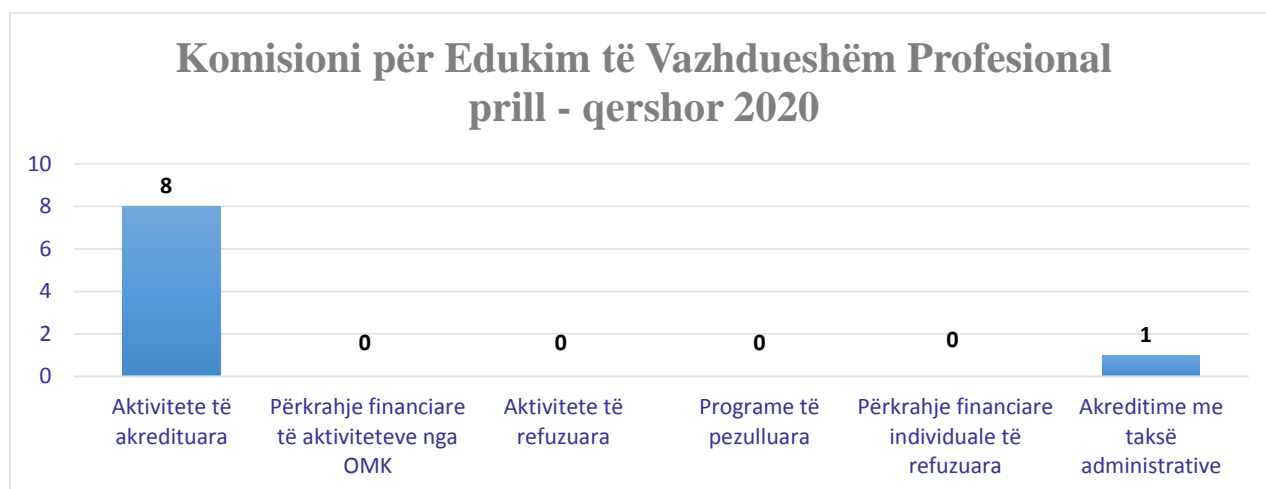 Komisioni për Edukim të Vazhdueshëm Profesional
prill - qershor 2020
10
8
6
4
2
0
8
0
0
0
0
1
Aktivitete të
akredituara
Përkrahje financiare
të aktiviteteve nga
OMK
Aktivitete të
refuzuara
Programe të
pezulluara
Përkrahje financiare
individuale të
refuzuara
Akreditime me
taksë
administrative